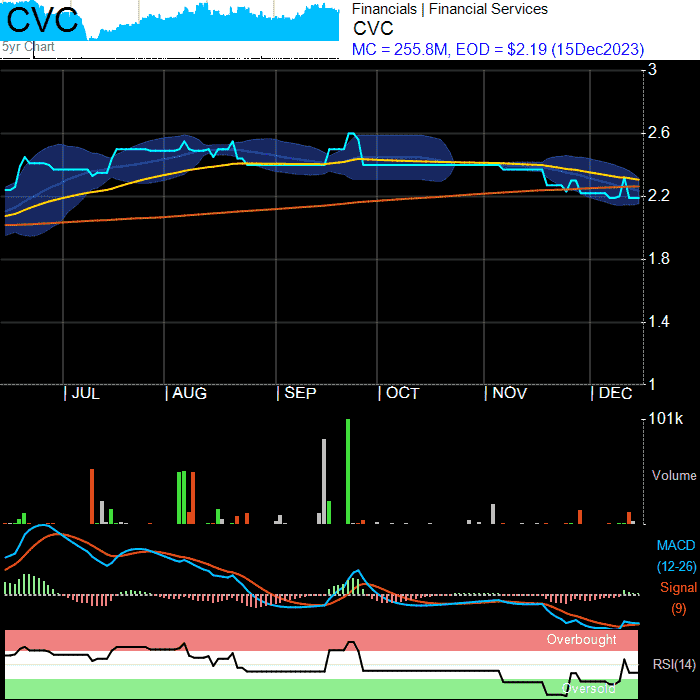 CVC
5yr Chart
Financials | Financial Services
CVC
MC = 255.8M, EOD = $2.19 (15Dec2023)
3
2.6
2.2
1.8
1.4
1
| JUL | AUG | SEP | OCT | NOV | DEC
101k
Volume
MACD
(12-26)
Signal
(9)
Overbought
RSI(14)
Oversold